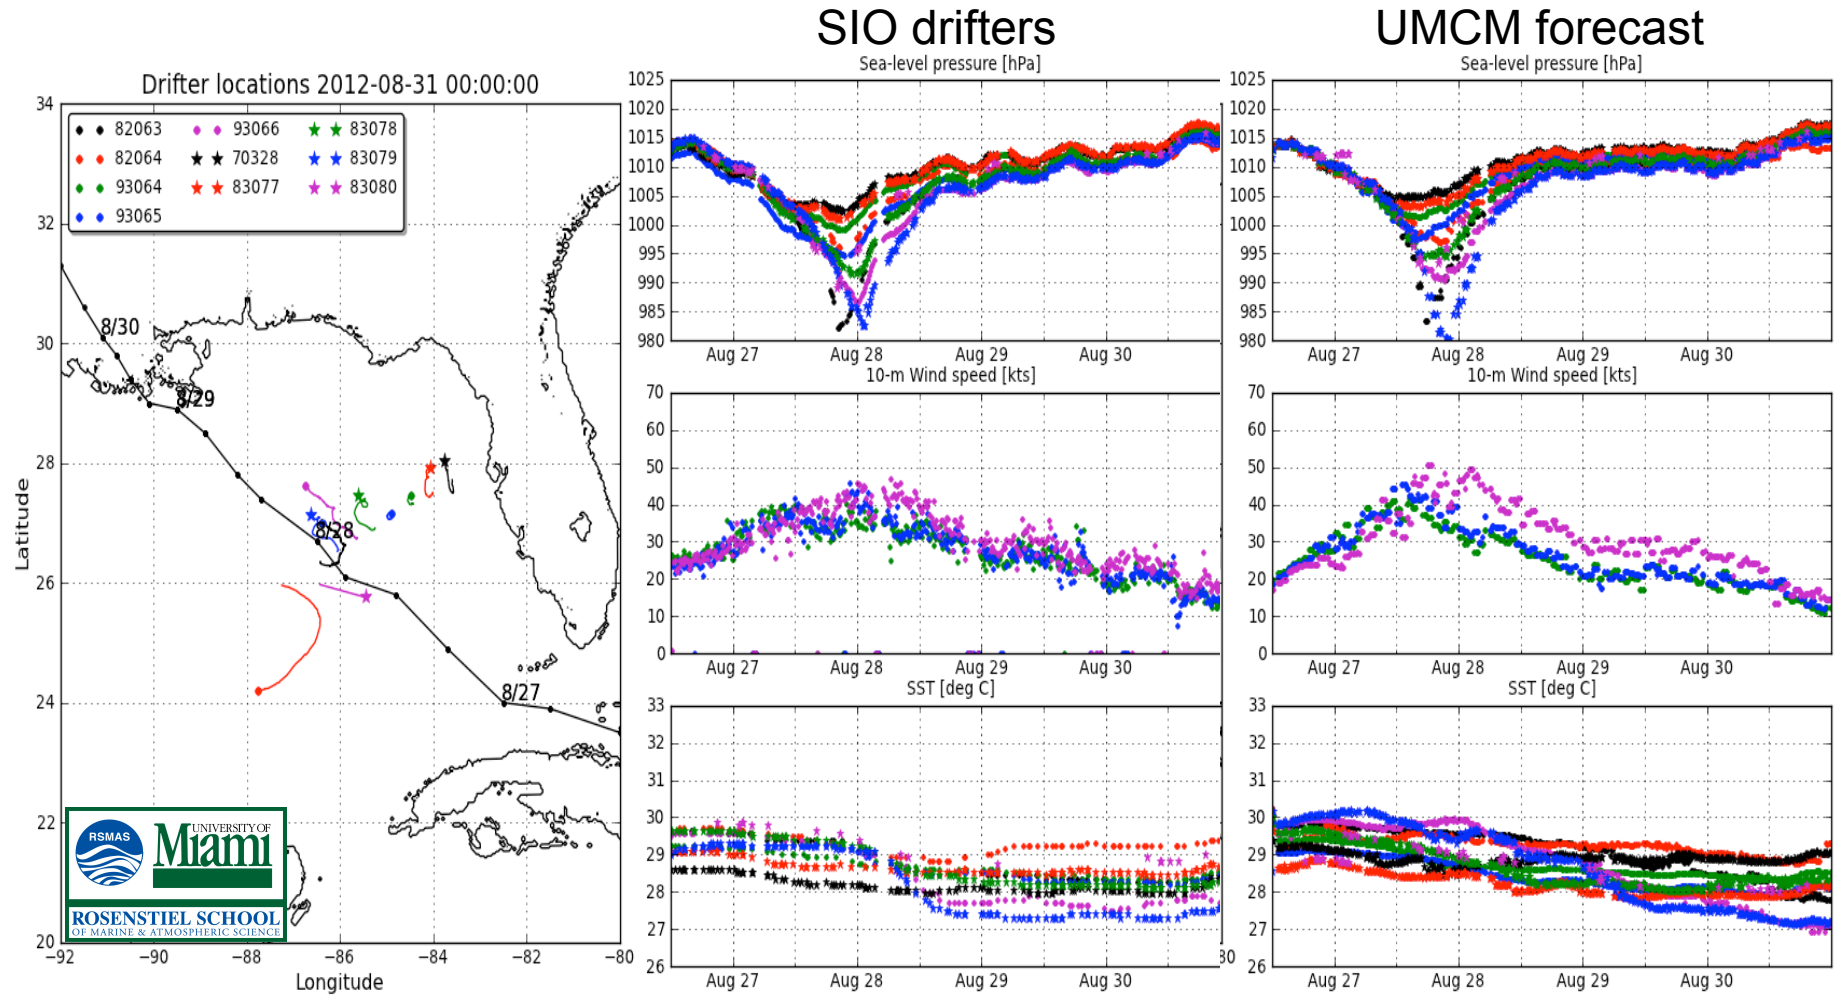 SIO drifters
UMCM forecast
Drifter locations 2012-08-31 00:00:00
82063 93066 83078
82064 70328 83079
93064 83077 83080
93065
34
32
30
28
26
24
22
20
Latitude
8/30
8/29
8/28
8/27
−92 −90 −88 −86 −84 −82 −80
Longitude
RSMAS
UNIVERSITY OF
Miami
ROSENSTIEL SCHOOL
OF MARINE & ATMOSPHERIC SCIENCE
Sea-level pressure [hPa]
1025
1020
1015
1010
1005
1000
995
990
985
980
Aug 27 Aug 28 Aug 29 Aug 30
10-m Wind speed [kts]
70
60
50
40
30
20
10
0
Aug 27 Aug 28 Aug 29 Aug 30
SST [deg C]
33
32
31
30
29
28
27
26
Aug 27 Aug 28 Aug 29 Aug 30
80
Sea-level pressure [hPa]
1025
1020
1015
1010
1005
1000
995
990
985
980
Aug 27 Aug 28 Aug 29 Aug 30
10-m Wind speed [kts]
70
60
50
40
30
20
10
0
Aug 27 Aug 28 Aug 29 Aug 30
SST [deg C]
33
32
31
30
29
28
27
26
Aug 27 Aug 28 Aug 29 Aug 30